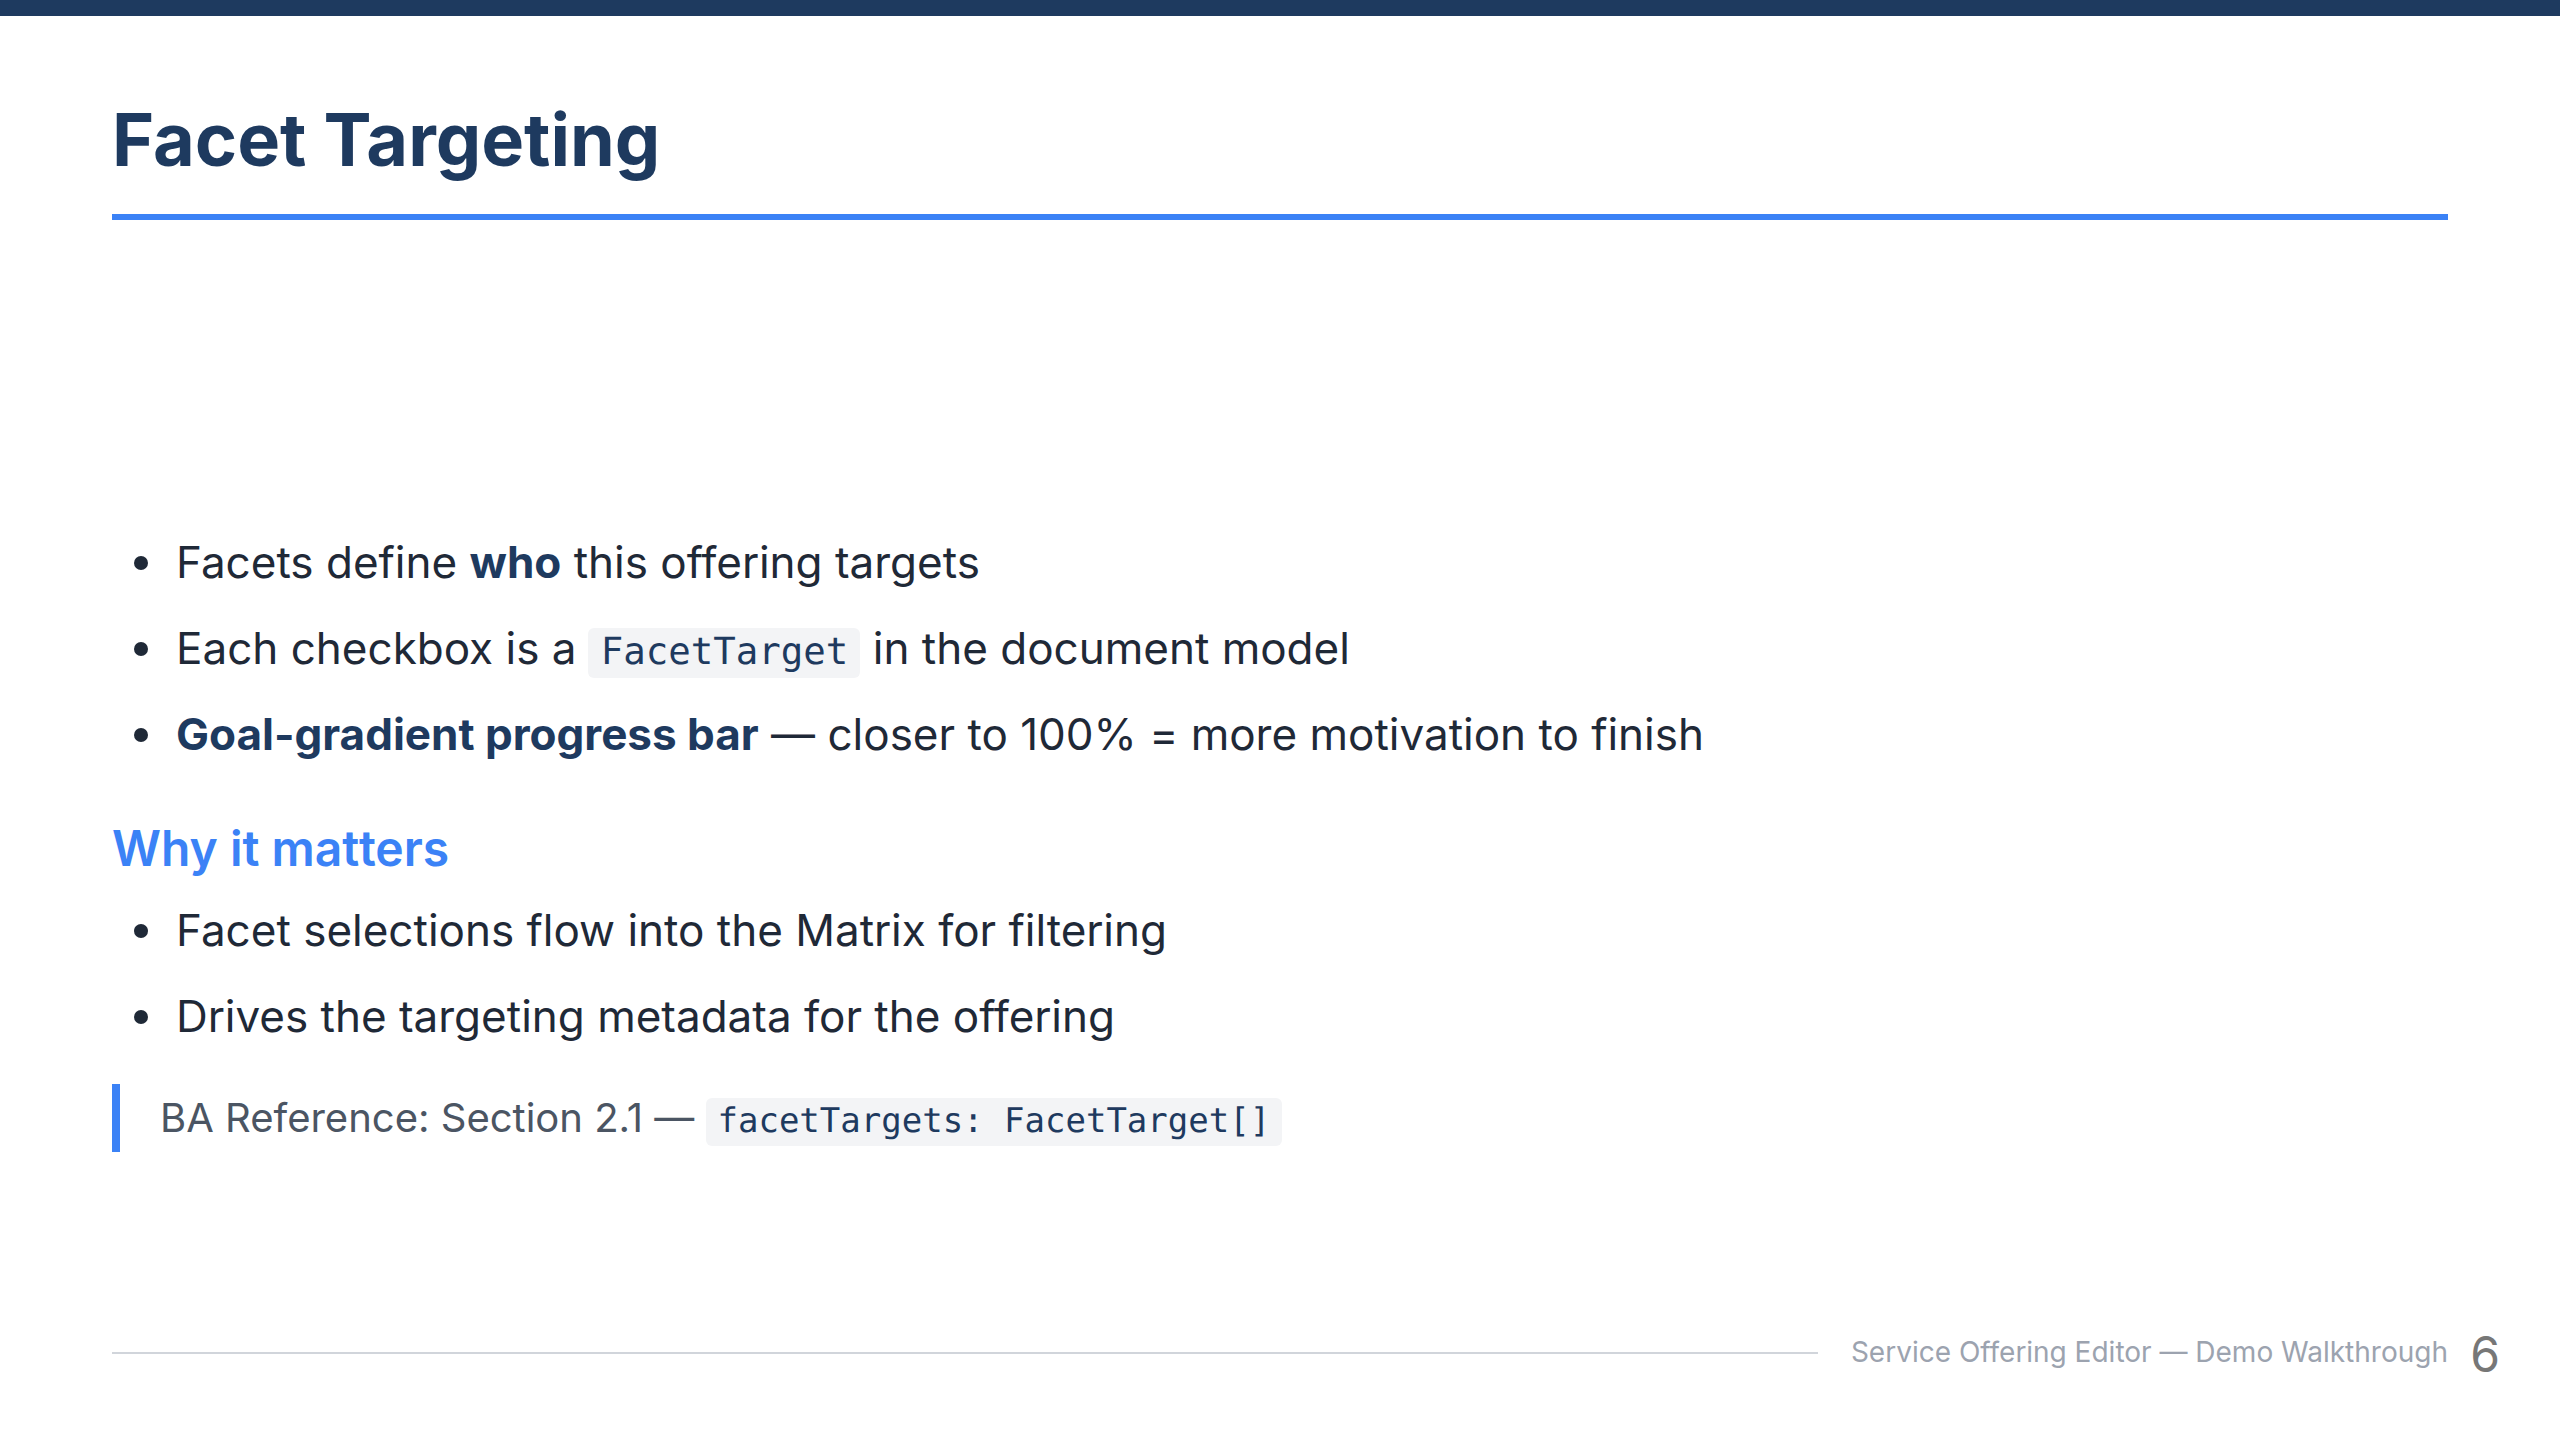 Facet Targeting
• Facets define who this offering targets
• Each checkbox is a FacetTarget in the document model
• Goal-gradient progress bar — closer to 100% = more motivation to finish
Why it matters
• Facet selections flow into the Matrix for filtering
• Drives the targeting metadata for the offering
BA Reference: Section 2.1 — facetTargets: FacetTarget[]
Service Offering Editor — Demo Walkthrough 6